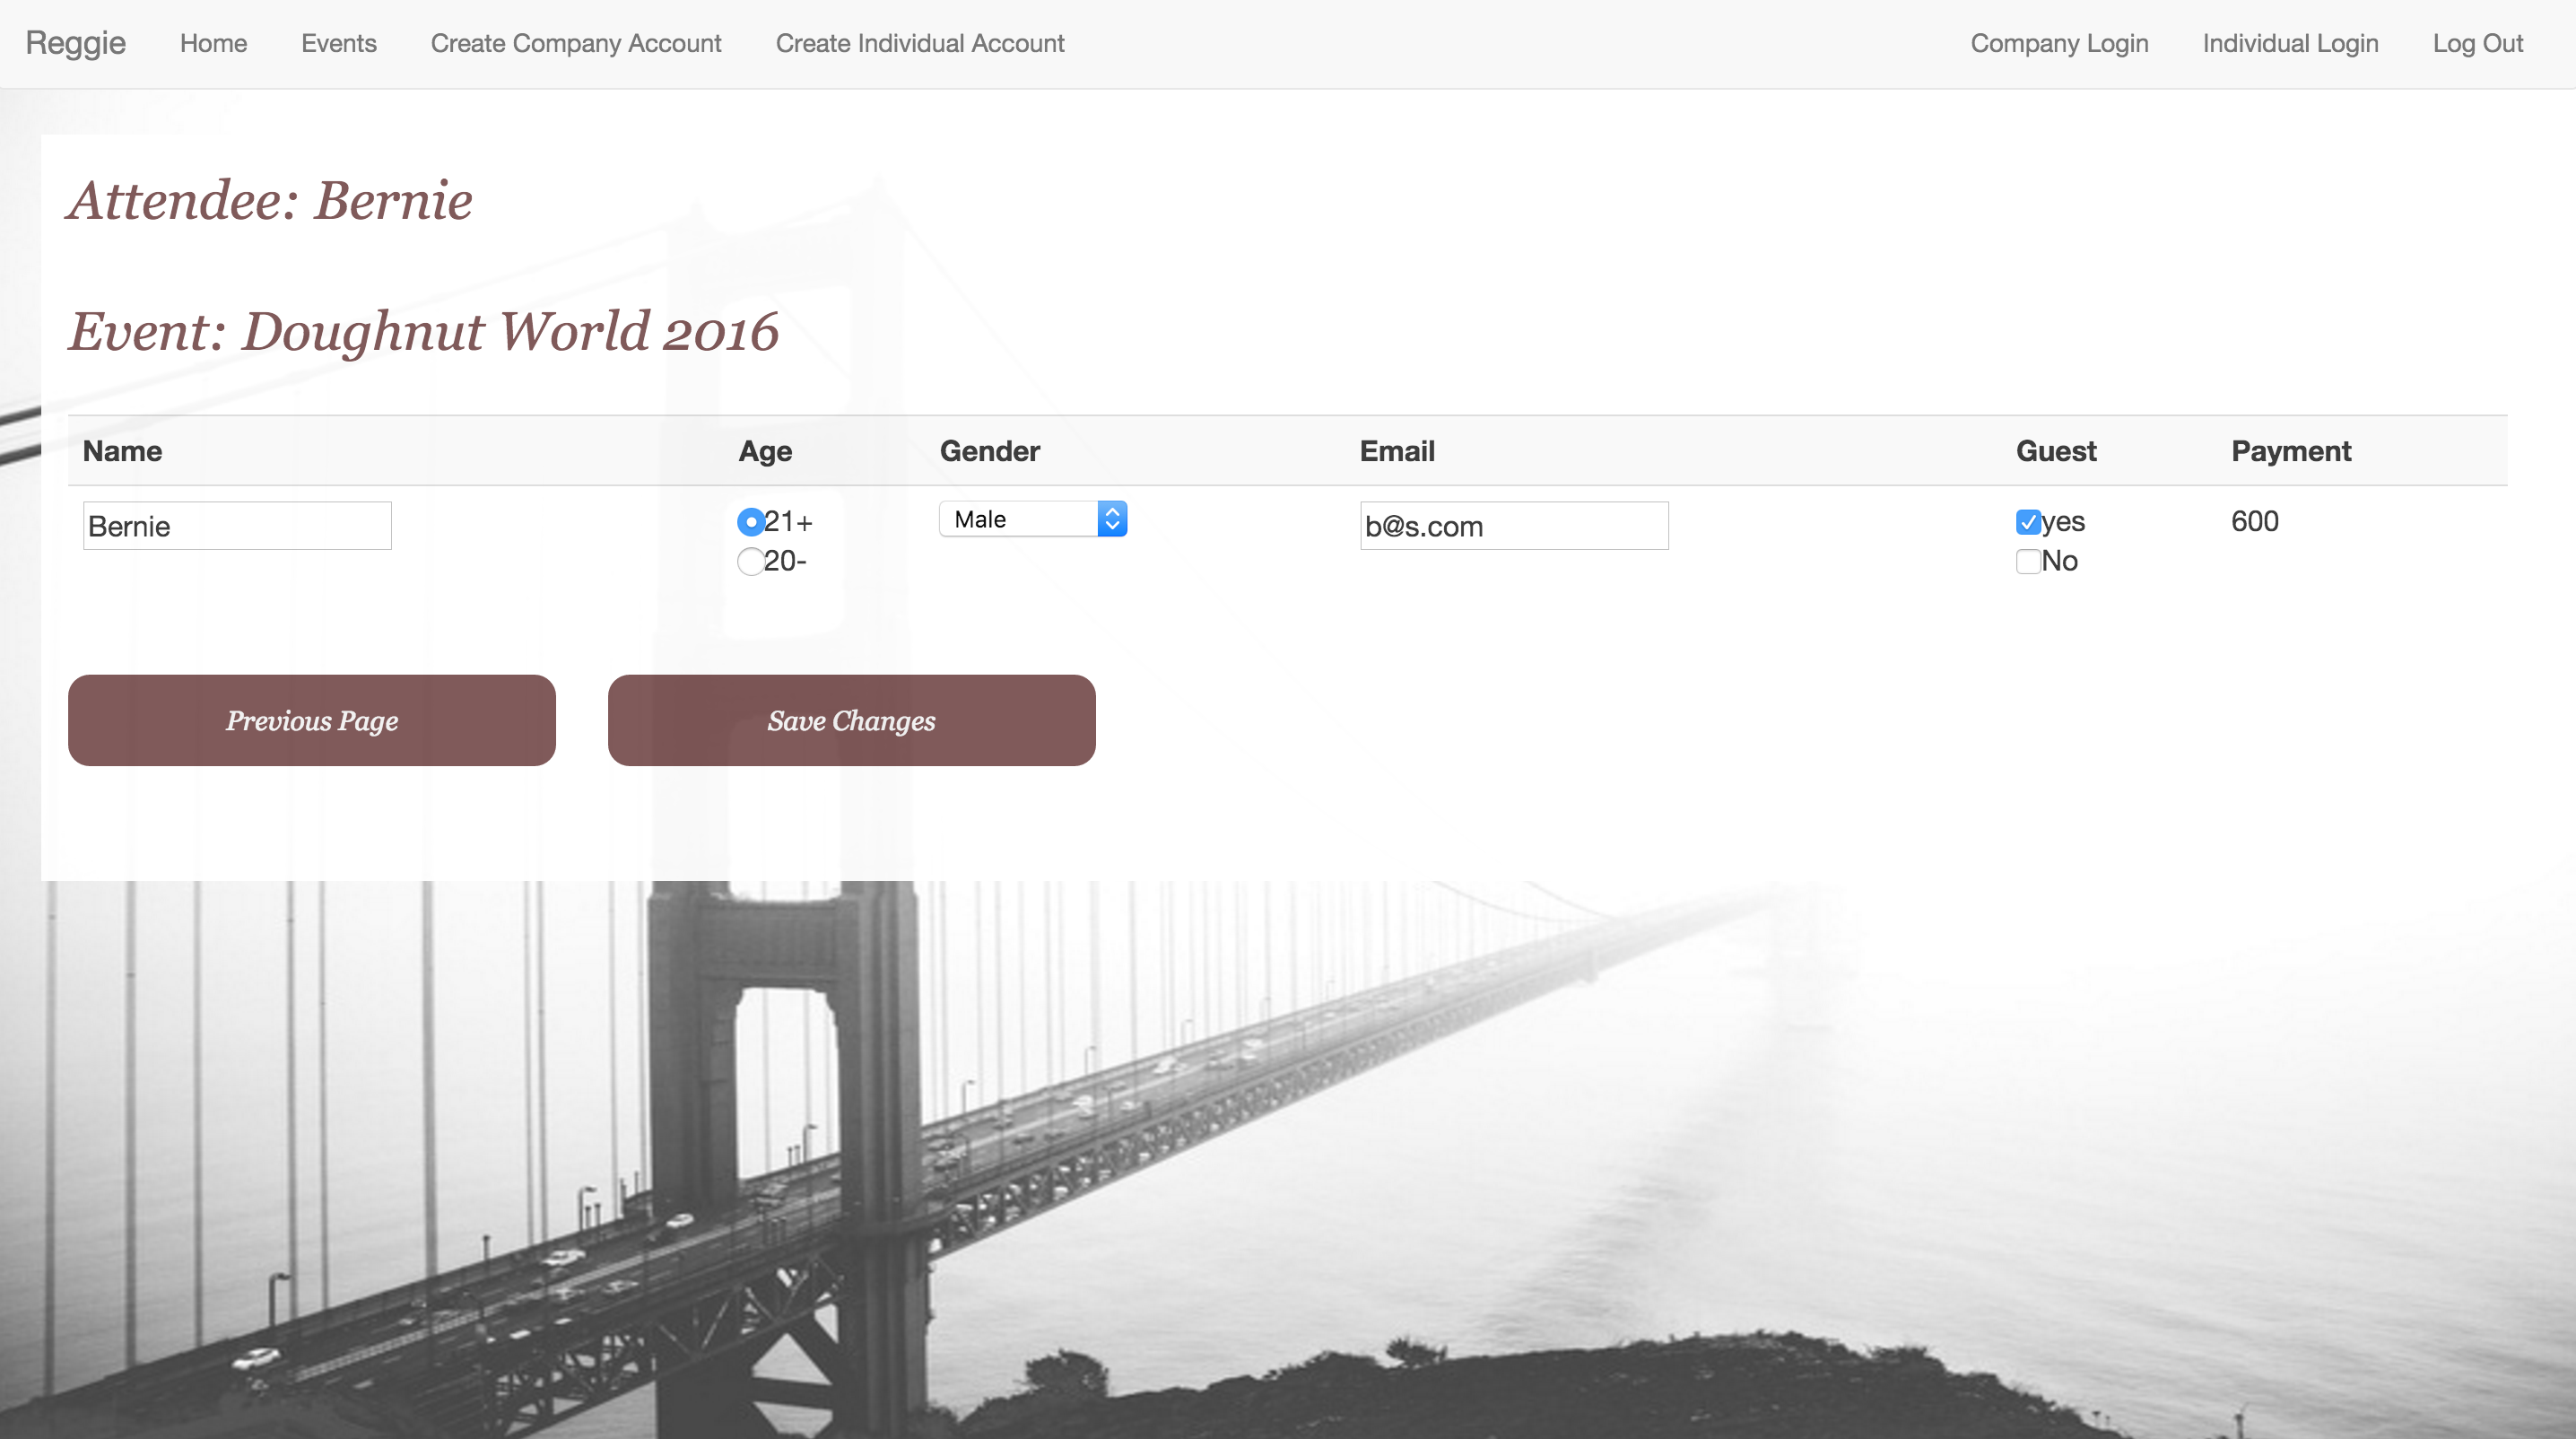 Reggie Home Events Create Company Account Create Individual Account Company Login Individual Login Log Out
Attendee: Bernie
Event: Doughnut World 2016
Name Age Gender Email Guest Payment
Bernie 21+ Male b@s.com yes 600
20- No
Previous Page Save Changes